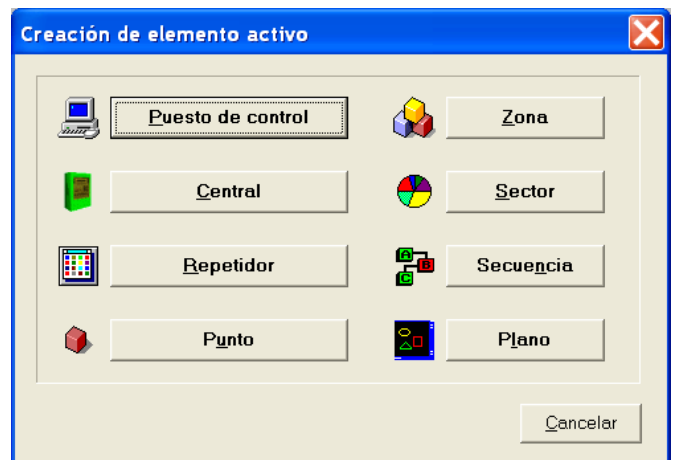 Creación de elemento activo
Puesto de control
Zona
Central
Sector
Repetidor
Secuencia
Punto
Plano
Cancelar